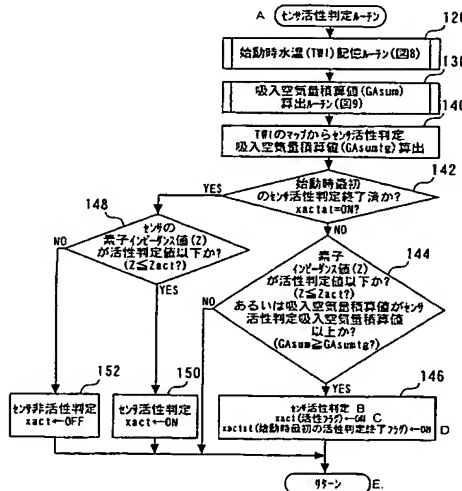 A センサ活性判定ルーチン
120
始動時水温(TWI)記憶ルーチン(図8)
130
吸入空気量積算値(GAsum)
算出ルーチン(図9)
140
TWIのマップからセンサ活性判定
吸入空気量積算値(GAsumtg)算出
142
始動時最初
のセンサ活性判定終了済か?
xactst=ON?
YES
NO
148
センサの
素子インピーダンス値(Z)
が活性判定値以下か?
(Z≦Zact?)
NO
YES
144
素子
インピーダンス値(Z)
が活性判定値以下か?
(Z≦Zact?)
あるいは吸入空気量積算値がセンサ
活性判定吸入空気量積算値
以上か?
(GAsum≧GAsumtg?)
NO
YES
152
センサ非活性判定
xact←OFF
150
センサ活性判定
xact←ON
146
センサ活性判定 B
xact(活性フラグ)←ON C
xactst(始動時最初の活性判定終了フラグ)←ON D
リターン E.